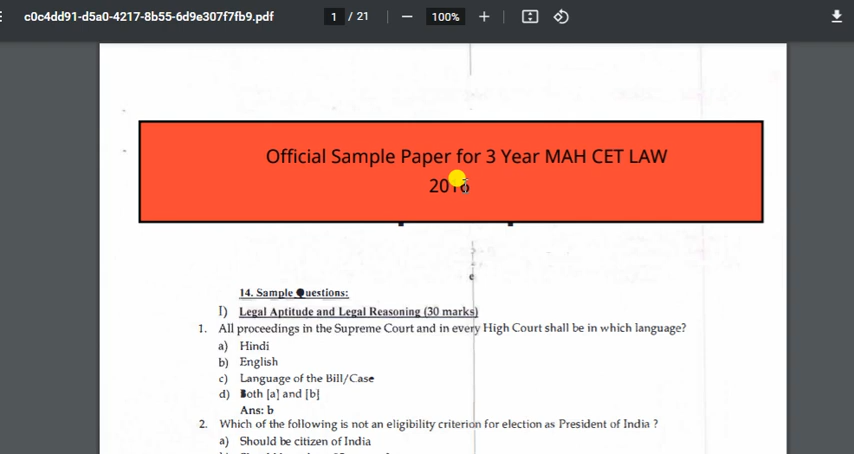 c0c4dd91-d5a0-4217-8b55-6d9e307f7fb9.pdf 1 / 21 100%
Official Sample Paper for 3 Year MAH CET LAW
14. Sample Questions:
I) Legal Aptitude and Legal Reasoning (30 marks)
1. All proceedings in the Supreme Court and in every High Court shall be in which language?
a) Hindi
b) English
c) Language of the Bill/Case
d) Both [a] and [b]
Ans: b
2. Which of the following is not an eligibility criterion for election as President of India ?
a) Should be citizen of India